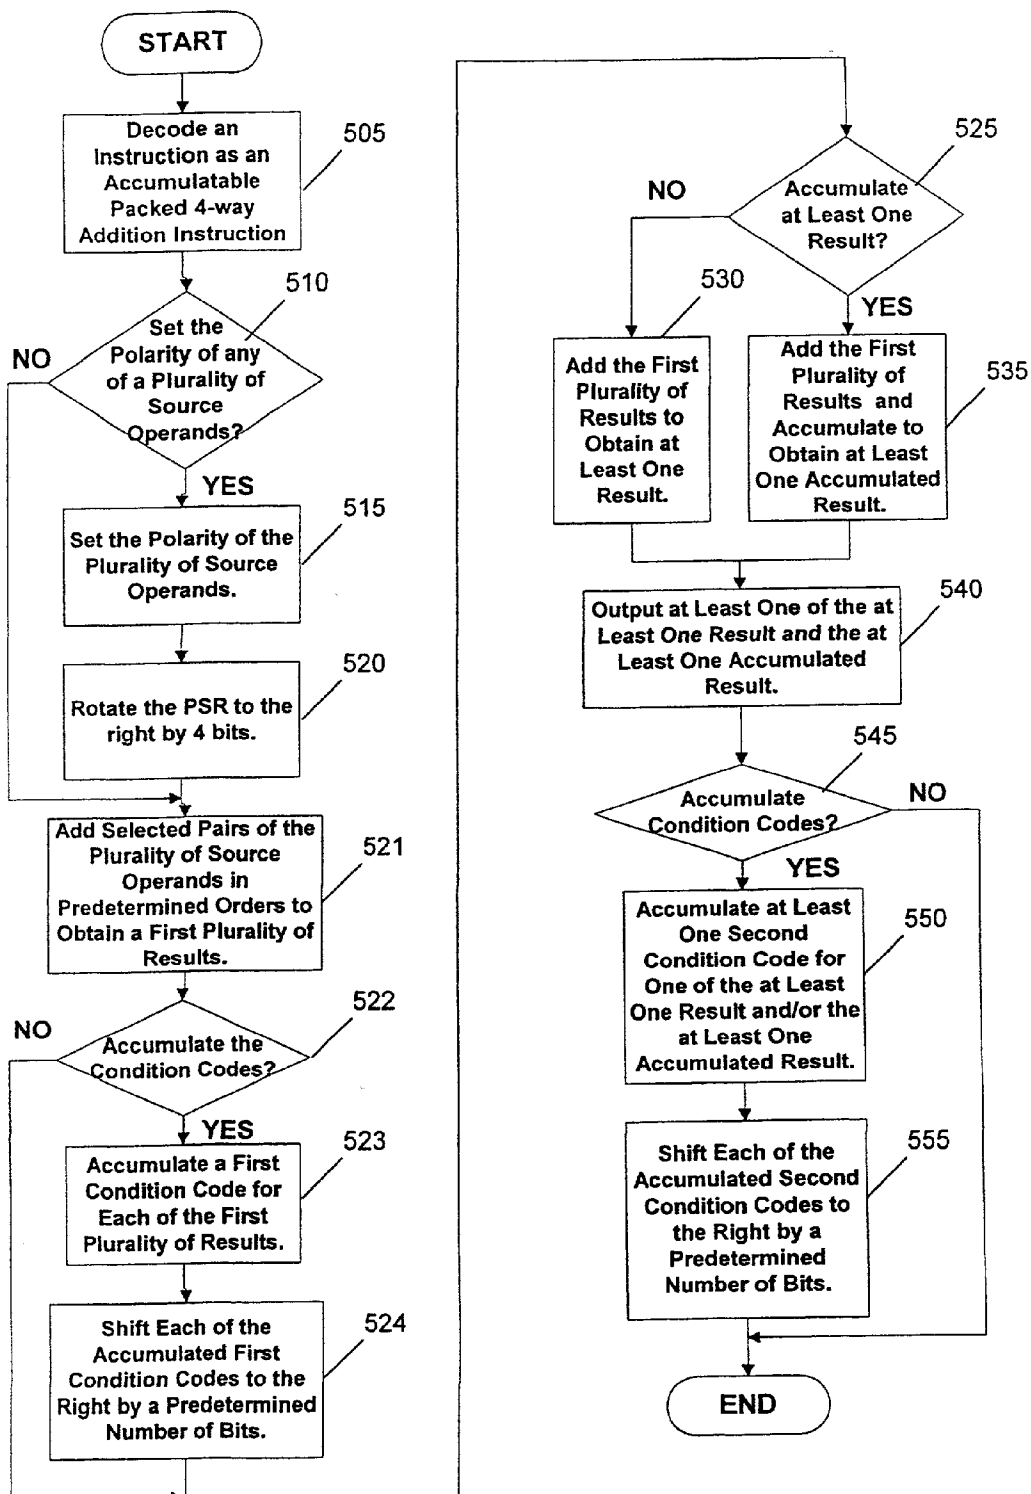 START
Decode an
Instruction as an
Accumulatable
Packed 4-way
Addition Instruction
505
510
Set the
Polarity of any
of a Plurality of
Source
Operands?
NO
YES
515
Set the Polarity of the
Plurality of Source
Operands.
520
Rotate the PSR to the
right by 4 bits.
Add Selected Pairs of the
Plurality of Source
Operands in
Predetermined Orders to
Obtain a First Plurality of
Results.
521
522
NO
Accumulate the
Condition Codes?
YES
523
Accumulate a First
Condition Code for
Each of the First
Plurality of Results.
Shift Each of the
Accumulated First
Condition Codes to the
Right by a Predetermined
Number of Bits.
524
525
NO
Accumulate
at Least One
Result?
530
YES
Add the First
Plurality of
Results to
Obtain at
Least One
Result.
Add the First
Plurality of
Results and
Accumulate to
Obtain at Least
One Accumulated
Result.
535
540
Output at Least One of the at
Least One Result and the at
Least One Accumulated
Result.
545
Accumulate
Condition Codes?
NO
YES
Accumulate at Least
One Second
Condition Code for
One of the at Least
One Result and/or the
at Least One
Accumulated Result.
550
555
Shift Each of the
Accumulated Second
Condition Codes to
the Right by a
Predetermined
Number of Bits.
END